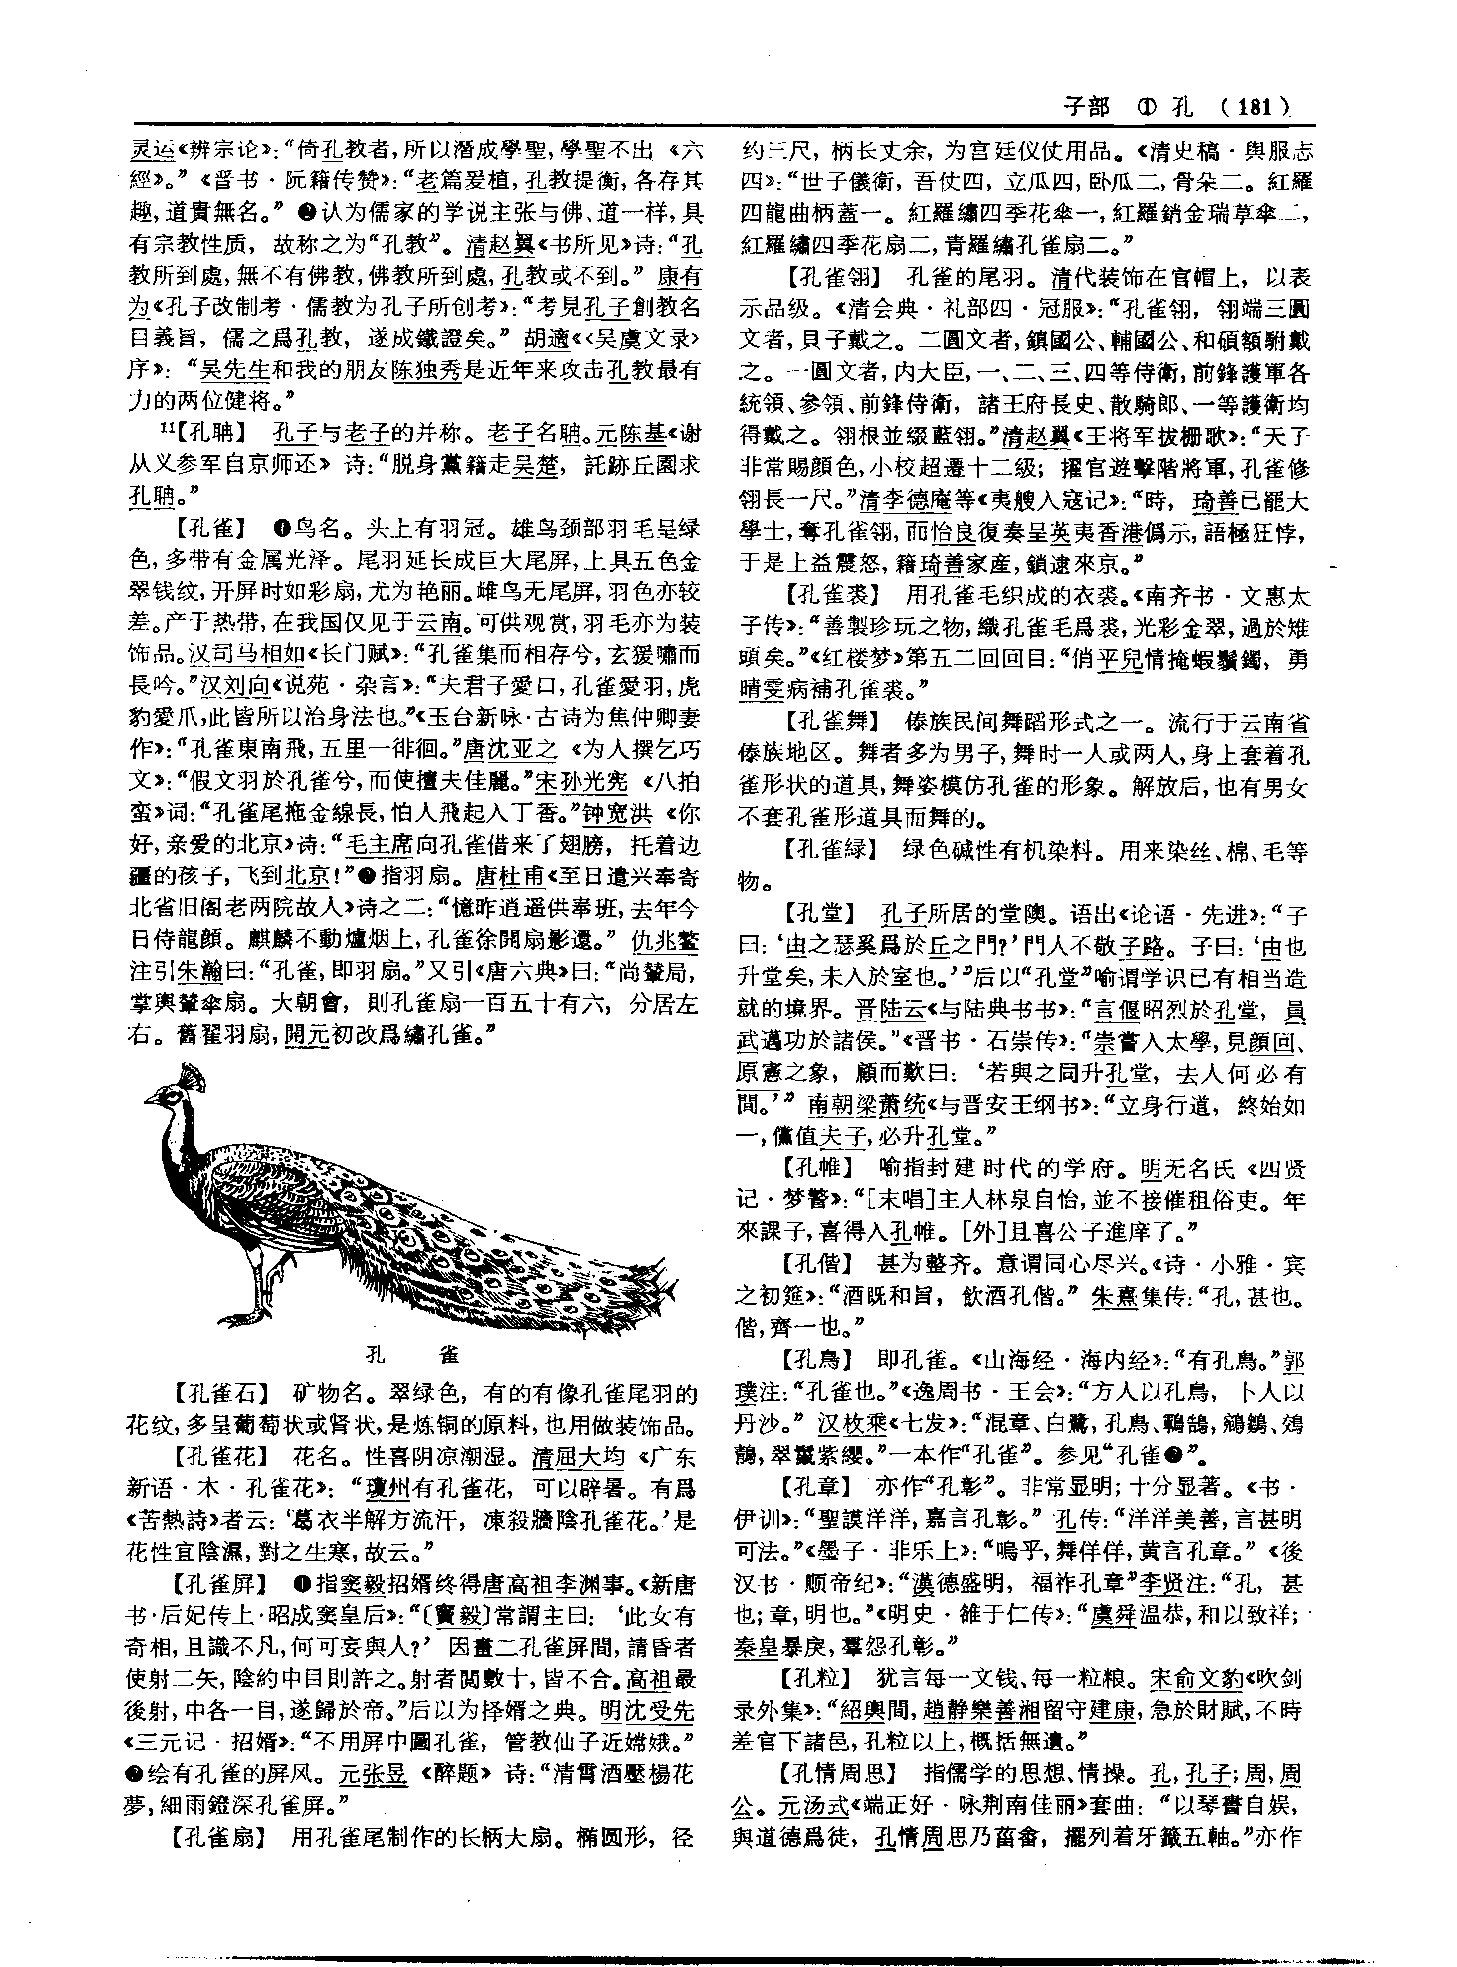 子部 ① 孔 (181)
灵运《辨宗论》：“倚孔教者，所以潛成學聖，學聖不出《六
經》。”《晋书·阮籍传赞》：“老篇爰植，孔教提衡，各存其
趣，道貴無名。”❷认为儒家的学说主张与佛、道一样，具
有宗教性质，故称之为“孔教”。清赵翼《书所见》诗：“孔
教所到處，無不有佛教，佛教所到處，孔教或不到。”康有
为《孔子改制考·儒教为孔子所创考》：“考見孔子創教名
目義旨，儒之爲孔教，遂成鐵證矣。”胡適《〈吴虞文录〉
序》：“吴先生和我的朋友陈独秀是近年来攻击孔教最有
力的两位健将。”
11【孔聃】 孔子与老子的并称。老子名聃。元陈基《谢
从义参军自京师还》诗：“脱身黨籍走吴楚，託跡丘園求
孔聃。”
【孔雀】 ❶鸟名。头上有羽冠。雄鸟颈部羽毛呈绿
色，多带有金属光泽。尾羽延长成巨大尾屏，上具五色金
翠钱纹，开屏时如彩扇，尤为艳丽。雌鸟无尾屏，羽色亦较
差。产于热带，在我国仅见于云南。可供观赏，羽毛亦为装
饰品。汉司马相如《长门赋》：“孔雀集而相存兮，玄猨嘯而
長吟。”汉刘向《说苑·杂言》：“夫君子愛口，孔雀愛羽，虎
豹愛爪，此皆所以治身法也。”《玉台新咏·古诗为焦仲卿妻
作》：“孔雀東南飛，五里一徘徊。”唐沈亚之《为人撰乞巧
文》：“假文羽於孔雀兮，而使擅夫佳麗。”宋孙光宪《八拍
蛮》词：“孔雀尾拖金線長，怕人飛起入丁香。”钟宽洪《你
好，亲爱的北京》诗：“毛主席向孔雀借来了翅膀，托着边
疆的孩子，飞到北京！”❷指羽扇。唐杜甫《至日遣兴奉寄
北省旧阁老两院故人》诗之二：“憶昨逍遥供奉班，去年今
日侍龍顔。麒麟不動爐烟上，孔雀徐開扇影還。”仇兆鳌
注引朱瀚曰：“孔雀，即羽扇。”又引《唐六典》曰：“尚輦局，
掌輿輦傘扇。大朝會，則孔雀扇一百五十有六，分居左
右。舊翟羽扇，開元初改爲繡孔雀。”
孔 雀
【孔雀石】 矿物名。翠绿色，有的有像孔雀尾羽的
花纹，多呈葡萄状或肾状，是炼铜的原料，也用做装饰品。
【孔雀花】 花名。性喜阴凉潮湿。清屈大均《广东
新语·木·孔雀花》：“瓊州有孔雀花，可以辟暑。有爲
《苦熱詩》者云：‘葛衣半解方流汗，凍殺牆陰孔雀花。’是
花性宜陰濕，對之生寒，故云。”
【孔雀屏】 ❶指窦毅招婿终得唐高祖李渊事。《新唐
书·后妃传上·昭成窦皇后》：“〔竇毅〕常謂主曰：‘此女有
奇相，且識不凡，何可妄與人？’因畫二孔雀屏間，請昏者
使射二矢，陰約中目則許之。射者閲數十，皆不合。高祖最
後射，中各一目，遂歸於帝。”后以为择婿之典。明沈受先
《三元记·招婿》：“不用屏中圖孔雀，管教仙子近嫦娥。”
❷绘有孔雀的屏风。元张昱《醉题》诗：“清霄酒壓楊花
夢，細雨鐙深孔雀屏。”
【孔雀扇】 用孔雀尾制作的长柄大扇。椭圆形，径
约三尺，柄长丈余，为宫廷仪仗用品。《清史稿·舆服志
四》：“世子儀衛，吾仗四，立瓜四，卧瓜二，骨朵二。紅羅
四龍曲柄蓋一。紅羅繡四季花傘一，紅羅銷金瑞草傘二，
紅羅繡四季花扇二，青羅繡孔雀扇二。”
【孔雀翎】 孔雀的尾羽。清代装饰在官帽上，以表
示品级。《清会典·礼部四·冠服》：“孔雀翎，翎端三圓
文者，貝子戴之。二圓文者，鎮國公、輔國公、和碩額駙戴
之。一圓文者，内大臣，一、二、三、四等侍衛，前鋒護軍各
統領、參領、前鋒侍衛，諸王府長史、散騎郎、一等護衛均
得戴之。翎根並綴藍翎。”清赵翼《王将军拔栅歌》：“天子
非常賜顔色，小校超遷十二級；擢官遊擊階將軍，孔雀修
翎長一尺。”清李德庵等《夷艘入寇记》：“時，琦善已罷大
學士，奪孔雀翎，而怡良復奏呈英夷香港僞示，語極狂悖，
于是上益震怒，籍琦善家産，鎖逮來京。”
【孔雀裘】 用孔雀毛织成的衣裘。《南齐书·文惠太
子传》：“善製珍玩之物，織孔雀毛爲裘，光彩金翠，過於雉
頭矣。”《红楼梦》第五二回回目：“俏平兒情掩蝦鬚鐲，勇
晴雯病補孔雀裘。”
【孔雀舞】 傣族民间舞蹈形式之一。流行于云南省
傣族地区。舞者多为男子，舞时一人或两人，身上套着孔
雀形状的道具，舞姿模仿孔雀的形象。解放后，也有男女
不套孔雀形道具而舞的。
【孔雀緑】 绿色碱性有机染料。用来染丝、棉、毛等
物。
【孔堂】 孔子所居的堂隩。语出《论语·先进》：“子
曰：‘由之瑟奚爲於丘之門？’門人不敬子路。子曰：‘由也
升堂矣，未入於室也。’”后以“孔堂”喻谓学识已有相当造
就的境界。晋陆云《与陆典书书》：“言偃昭烈於孔堂，員
武邁功於諸侯。”《晋书·石崇传》：“崇嘗入太學，見顔回、
原憲之象，顧而歎曰：‘若與之同升孔堂，去人何必有
間。’”南朝梁萧统《与晋安王纲书》：“立身行道，終始如
一，儻值夫子，必升孔堂。”
【孔帷】 喻指封建时代的学府。明无名氏《四贤
记·梦警》：“[末唱]主人林泉自怡，並不接催租俗吏。年
來課子，喜得入孔帷。[外]且喜公子進庠了。”
【孔偕】 甚为整齐。意谓同心尽兴。《诗·小雅·宾
之初筵》：“酒既和旨，飲酒孔偕。”朱熹集传：“孔，甚也。
偕，齊一也。”
【孔鳥】 即孔雀。《山海经·海内经》：“有孔鳥。”郭
璞注：“孔雀也。”《逸周书·王会》：“方人以孔鳥，卜人以
丹沙。”汉枚乘《七发》：“混章、白鷺，孔鳥、鶤鵠，鵷鶵、鵁
鶄，翠鬣紫纓。”一本作“孔雀”。参见“孔雀❶”。
【孔章】 亦作“孔彰”。非常显明；十分显著。《书·
伊训》：“聖謨洋洋，嘉言孔彰。”孔传：“洋洋美善，言甚明
可法。”《墨子·非乐上》：“嗚乎，舞佯佯，黄言孔章。”《後
汉书·顺帝纪》：“漢德盛明，福祚孔章”李贤注：“孔，甚
也；章，明也。”《明史·雒于仁传》：“虞舜温恭，和以致祥；
秦皇暴戾，羣怨孔彰。”
【孔粒】 犹言每一文钱、每一粒粮。宋俞文豹《吹剑
录外集》：“紹興間，趙静樂善湘留守建康，急於財賦，不時
差官下諸邑，孔粒以上，概括無遺。”
【孔情周思】 指儒学的思想、情操。孔，孔子；周，周
公。元汤式《端正好·咏荆南佳丽》套曲：“以琴書自娱，
與道德爲徒，孔情周思乃菑畬，擺列着牙籤五軸。”亦作